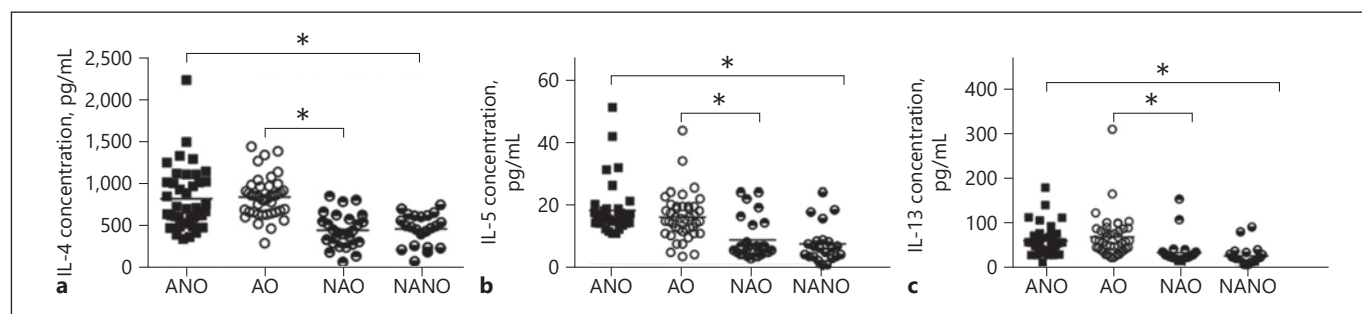 IL-4 concentration, pg/mL
2,500
2,000
1,500
1,000
500
0
*
*
ANO AO NAO NANO
a
IL-5 concentration,
pg/mL
60
40
20
0
*
*
ANO AO NAO NANO
b
IL-13 concentration,
pg/mL
400
300
200
100
50
0
*
*
ANO AO NAO NANO
c